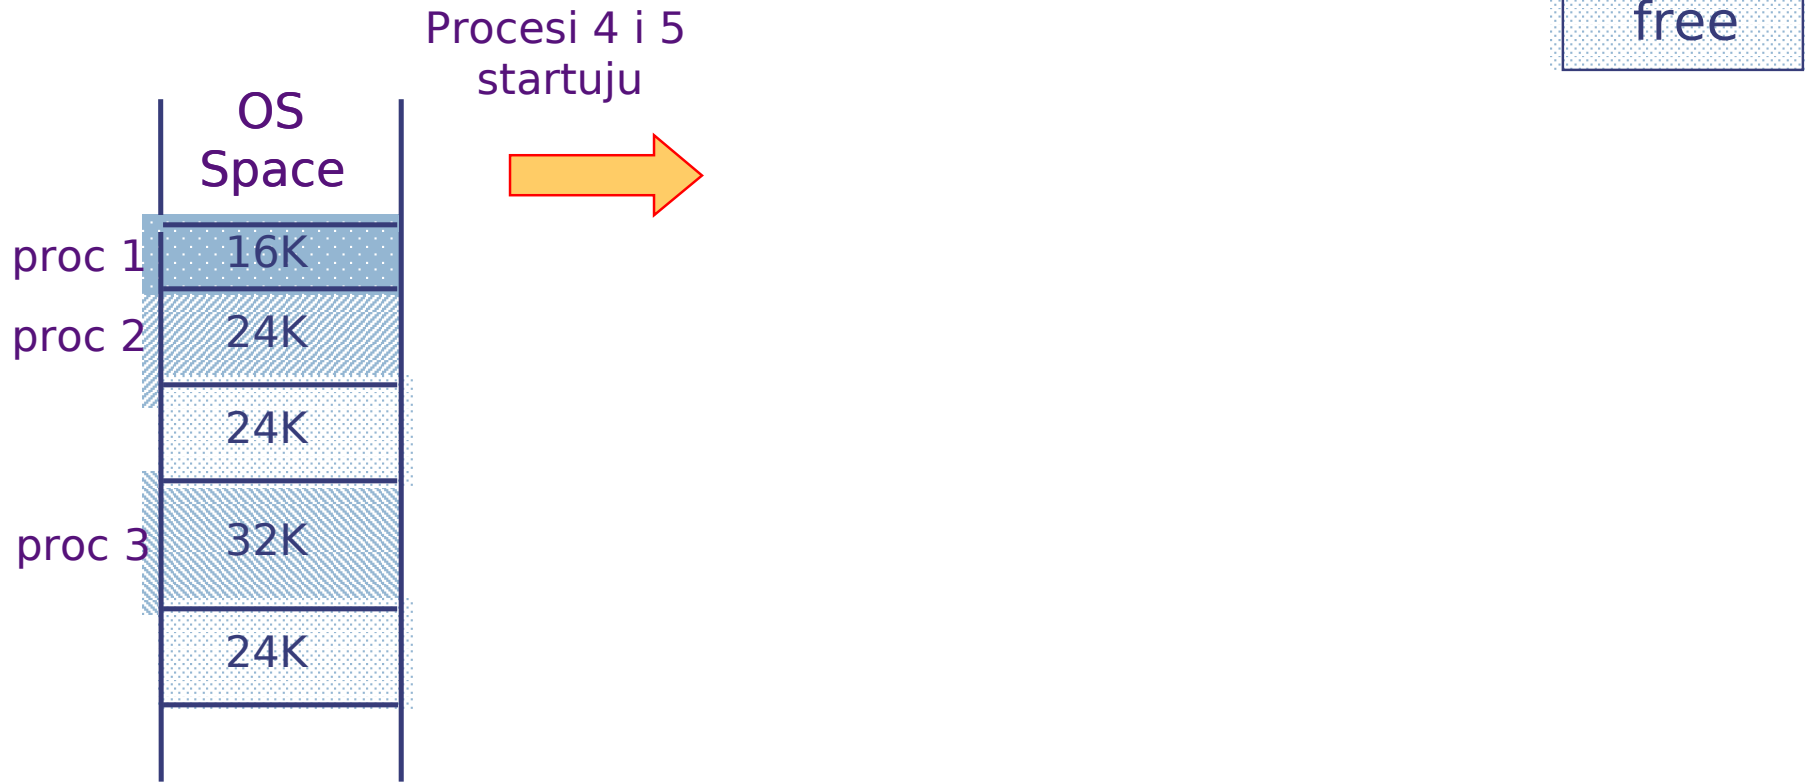 Procesi 4 i 5
startuju
free
OS
Space
proc 1
16K
proc 2
24K
24K
proc 3
32K
24K